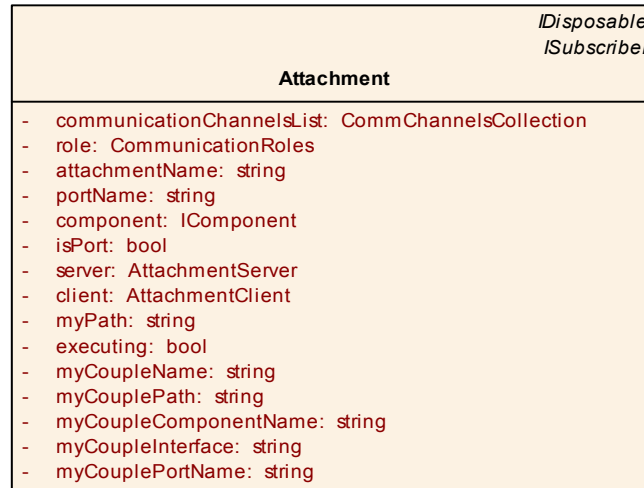 IDisposable
ISubscriber
Attachment
- communicationChannelsList: CommChannelsCollection
- role: CommunicationRoles
- attachmentName: string
- portName: string
- component: IComponent
- isPort: bool
- server: AttachmentServer
- client: AttachmentClient
- myPath: string
- executing: bool
- myCoupleName: string
- myCouplePath: string
- myCoupleComponentName: string
- myCoupleInterface: string
- myCouplePortName: string